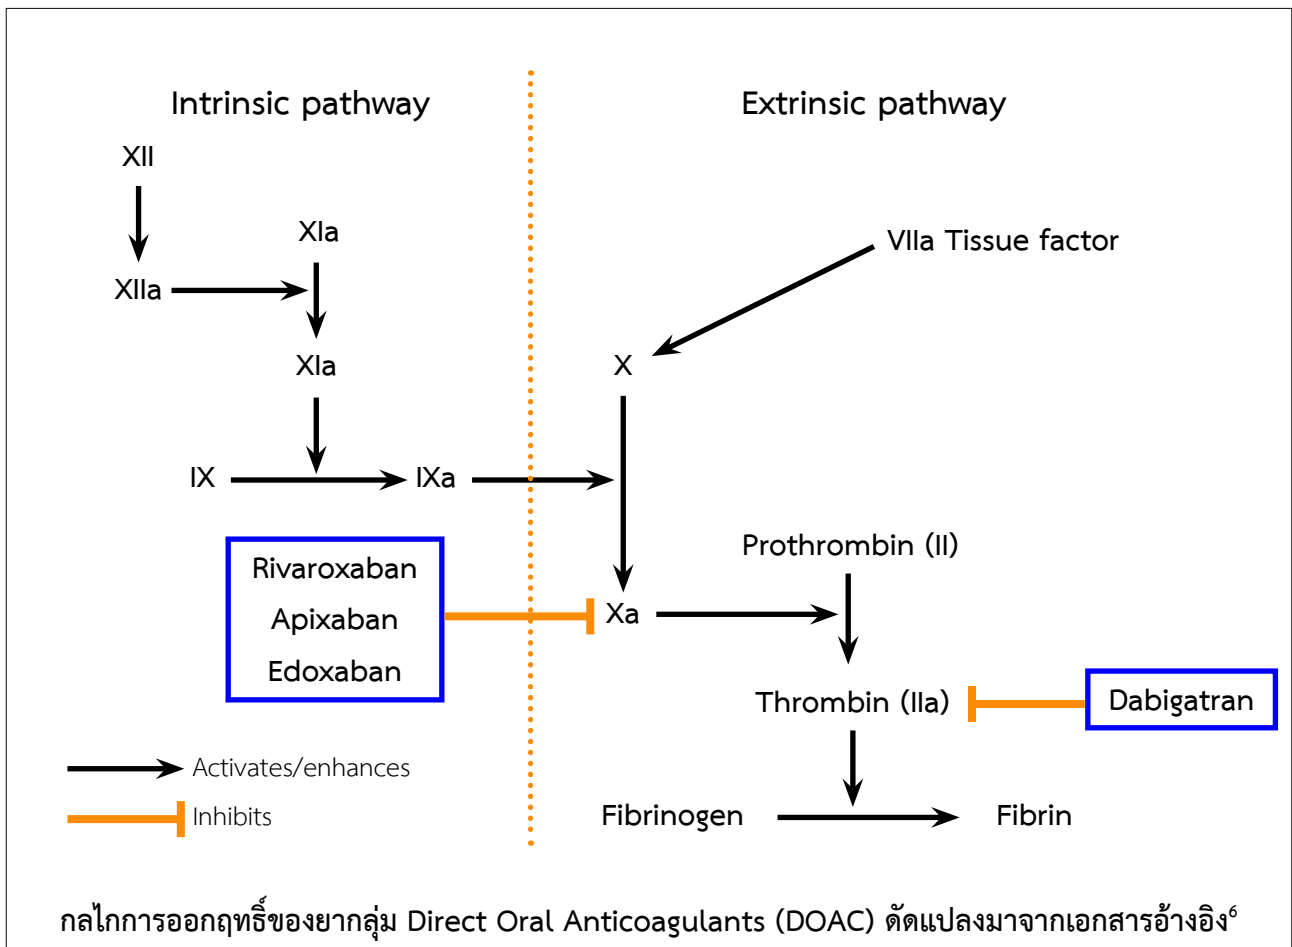 Intrinsic pathway
Extrinsic pathway
XII
XIa
VIIa Tissue factor
XIIa
XIa
X
IX
IXa
Prothrombin (II)
Rivaroxaban
Apixaban
Edoxaban
Xa
Thrombin (IIa)
Dabigatran
Activates/enhances
Inhibits
Fibrinogen
Fibrin
กลไกการออกฤทธิ์ของยากลุ่ม Direct Oral Anticoagulants (DOAC) ดัดแปลงมาจากเอกสารอ้างอิง⁶